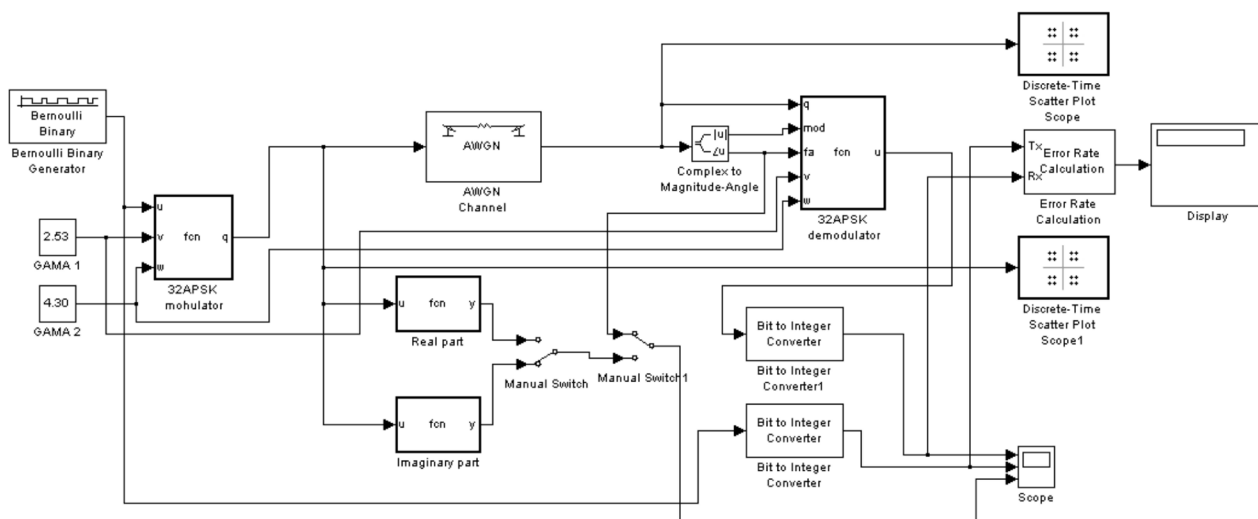 Discrete-Time
Scatter Plot
Scope
Bernoulli
Binary
Bernoulli Binary
Generator
AWGN
AWGN
Channel
|u|
∠u
Complex to
Magnitude-Angle
q
mod
fa
v
w
fcn
u
32APSK
demodulator
Tx
Rx
Error Rate
Calculation
Error Rate
Calculation
Display
u
v
w
fcn
q
32APSK
mohulator
2.53
GAMA 1
4.30
GAMA 2
u
fcn
y
Real part
Manual Switch
Manual Switch1
u
fcn
y
Imaginary part
Bit to Integer
Converter
Bit to Integer
Converter1
Discrete-Time
Scatter Plot
Scope1
Bit to Integer
Converter
Bit to Integer
Converter
Scope